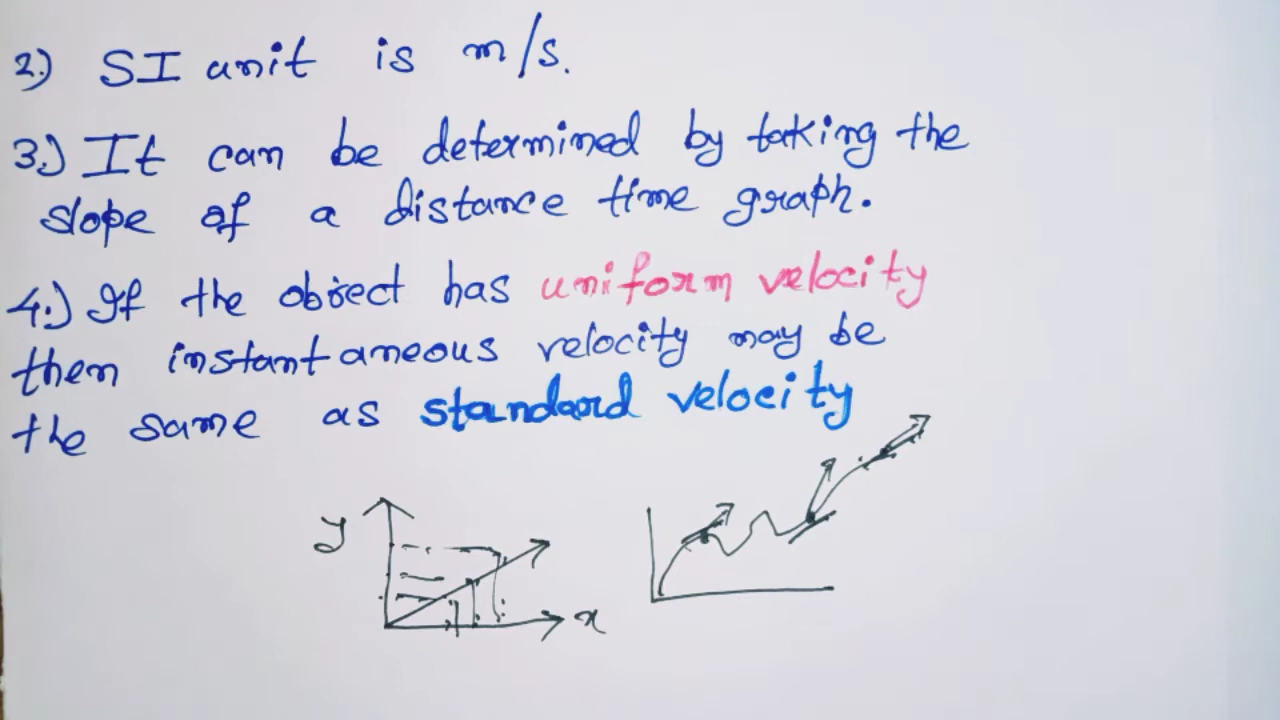 2.) SI unit is m/s.
3.) It can be determined by taking the
slope of a distance time graph.
4.) If the object has uniform velocity
then instantaneous velocity may be
the same as standard velocity
y
x